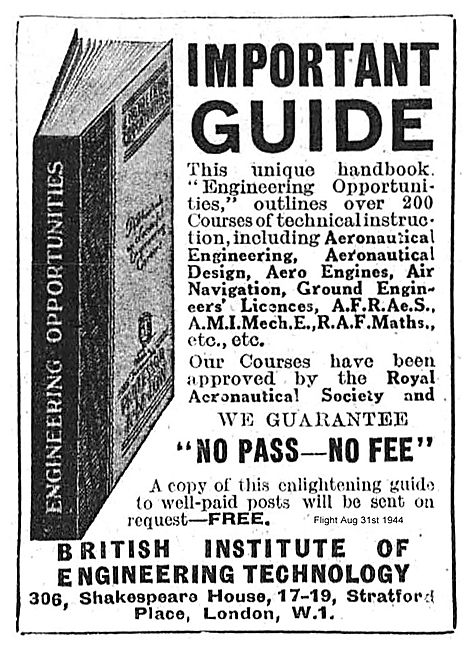 IMPORTANT
GUIDE
This unique handbook.
"Engineering Opportuni-
ties," outlines over 200
Courses of technical instruc-
tion, including Aeronautical
Engineering, Aeronautical
Design, Aero Engines, Air
Navigation, Ground Engin-
eers' Licences, A.F.R.Ae.S.,
A.M.I.Mech.E., R.A.F. Maths.,
etc., etc.
Our Courses have been
approved by the Royal
Aeronautical Society and
WE GUARANTEE
"NO PASS—NO FEE"
A copy of this enlightening guide
to well-paid posts will be sent on
request—FREE.
Flight Aug 31st 1944
BRITISH INSTITUTE OF
ENGINEERING TECHNOLOGY
306, Shakespeare House, 17-19, Stratford
Place, London, W.1.
ENGINEERING OPPORTUNITIES
ENGINEERING
OPPORTUNITIES